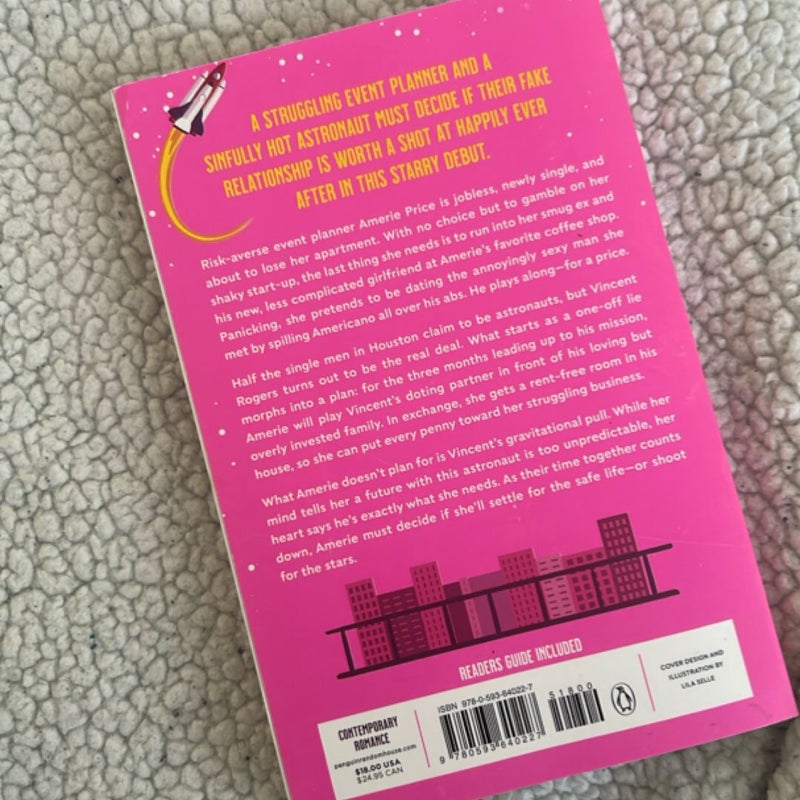 A STRUGGLING EVENT PLANNER AND A
SINFULLY HOT ASTRONAUT MUST DECIDE IF THEIR FAKE
RELATIONSHIP IS WORTH A SHOT AT HAPPILY EVER
AFTER IN THIS STARRY DEBUT.
Risk-averse event planner Amerie Price is jobless, newly single, and
about to lose her apartment. With no choice but to gamble on her
shaky start-up, the last thing she needs is to run into her smug ex and
his new, less complicated girlfriend at Amerie's favorite coffee shop.
Panicking, she pretends to be dating the annoyingly sexy man she
met by spilling Americano all over his abs. He plays along—for a price.
Half the single men in Houston claim to be astronauts, but Vincent
Rogers turns out to be the real deal. What starts as a one-off lie
morphs into a plan: for the three months leading up to his mission,
Amerie will play Vincent's doting partner in front of his loving but
overly invested family. In exchange, she gets a rent-free room in his
house, so she can put every penny toward her struggling business.
What Amerie doesn't plan for is Vincent's gravitational pull. While her
mind tells her a future with this astronaut is too unpredictable, her
heart says he's exactly what she needs. As their time together counts
down, Amerie must decide if she'll settle for the safe life—or shoot
for the stars.
READERS GUIDE INCLUDED
CONTEMPORARY
ROMANCE
penguinrandomhouse.com
$18.00 USA
$24.95 CAN
ISBN 978-0-593-64022-7
51800
9 780593 640227
COVER DESIGN AND
ILLUSTRATION BY
LILA SELLE